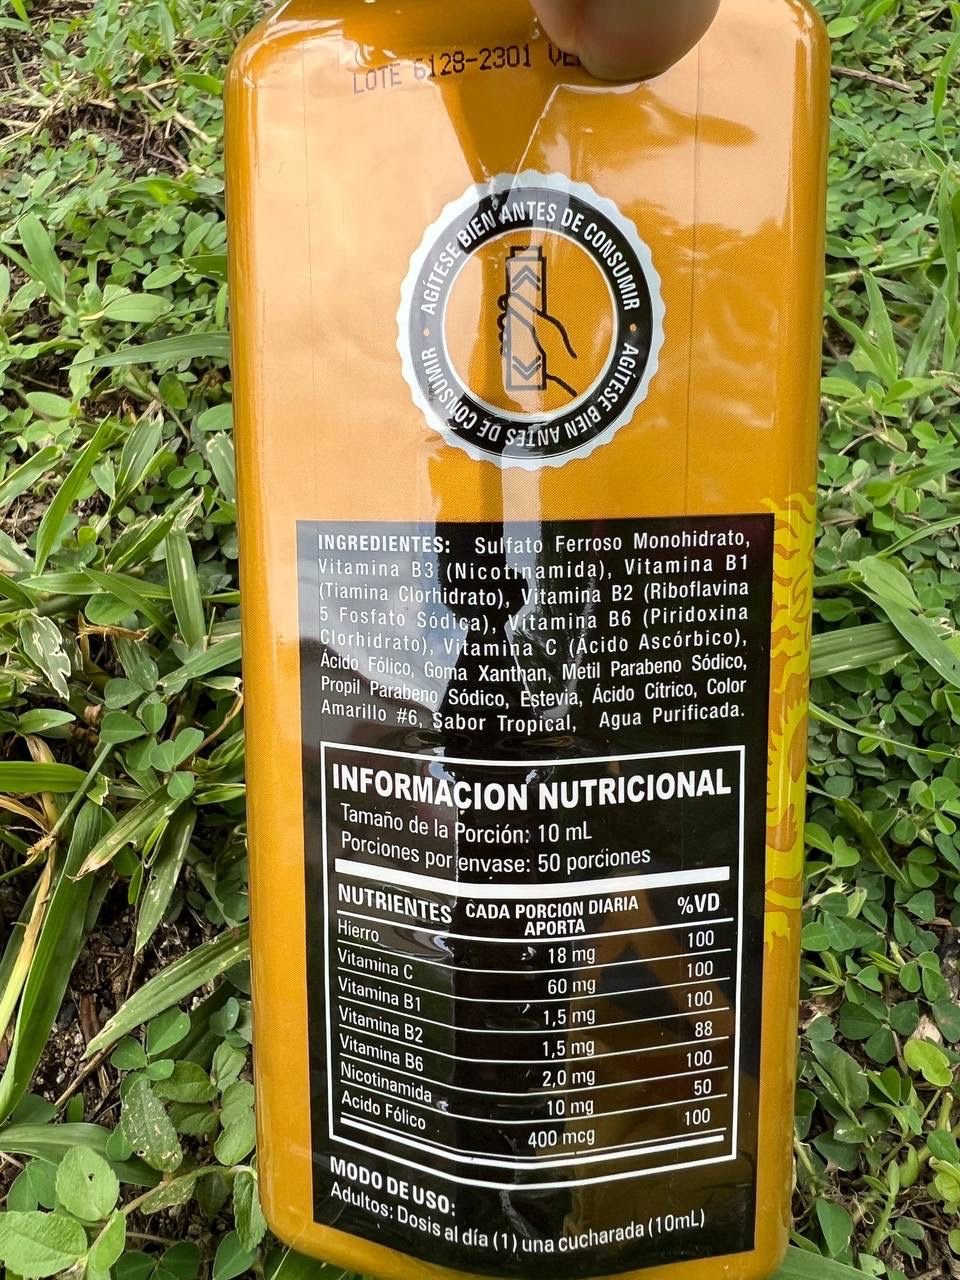 LOTE 6128-2301
AGÍTESE BIEN ANTES DE CONSUMIR • AGÍTESE BIEN ANTES DE CONSUMIR •
INGREDIENTES: Sulfato Ferroso Monohidrato,
Vitamina B3 (Nicotinamida), Vitamina B1
(Tiamina Clorhidrato), Vitamina B2 (Riboflavina
5 Fosfato Sódica), Vitamina B6 (Piridoxina
Clorhidrato), Vitamina C (Ácido Ascórbico),
Ácido Fólico, Goma Xanthan, Metil Parabeno Sódico,
Propil Parabeno Sódico, Estevia, Ácido Cítrico, Color
Amarillo #6, Sabor Tropical, Agua Purificada.
INFORMACION NUTRICIONAL
Tamaño de la Porción: 10 mL
Porciones por envase: 50 porciones
NUTRIENTES CADA PORCION DIARIA APORTA %VD
Hierro 18 mg 100
Vitamina C 60 mg 100
Vitamina B1 1,5 mg 100
Vitamina B2 1,5 mg 88
Vitamina B6 2,0 mg 100
Nicotinamida 10 mg 50
Acido Fólico 400 mcg 100
MODO DE USO:
Adultos: Dosis al día (1) una cucharada (10mL)